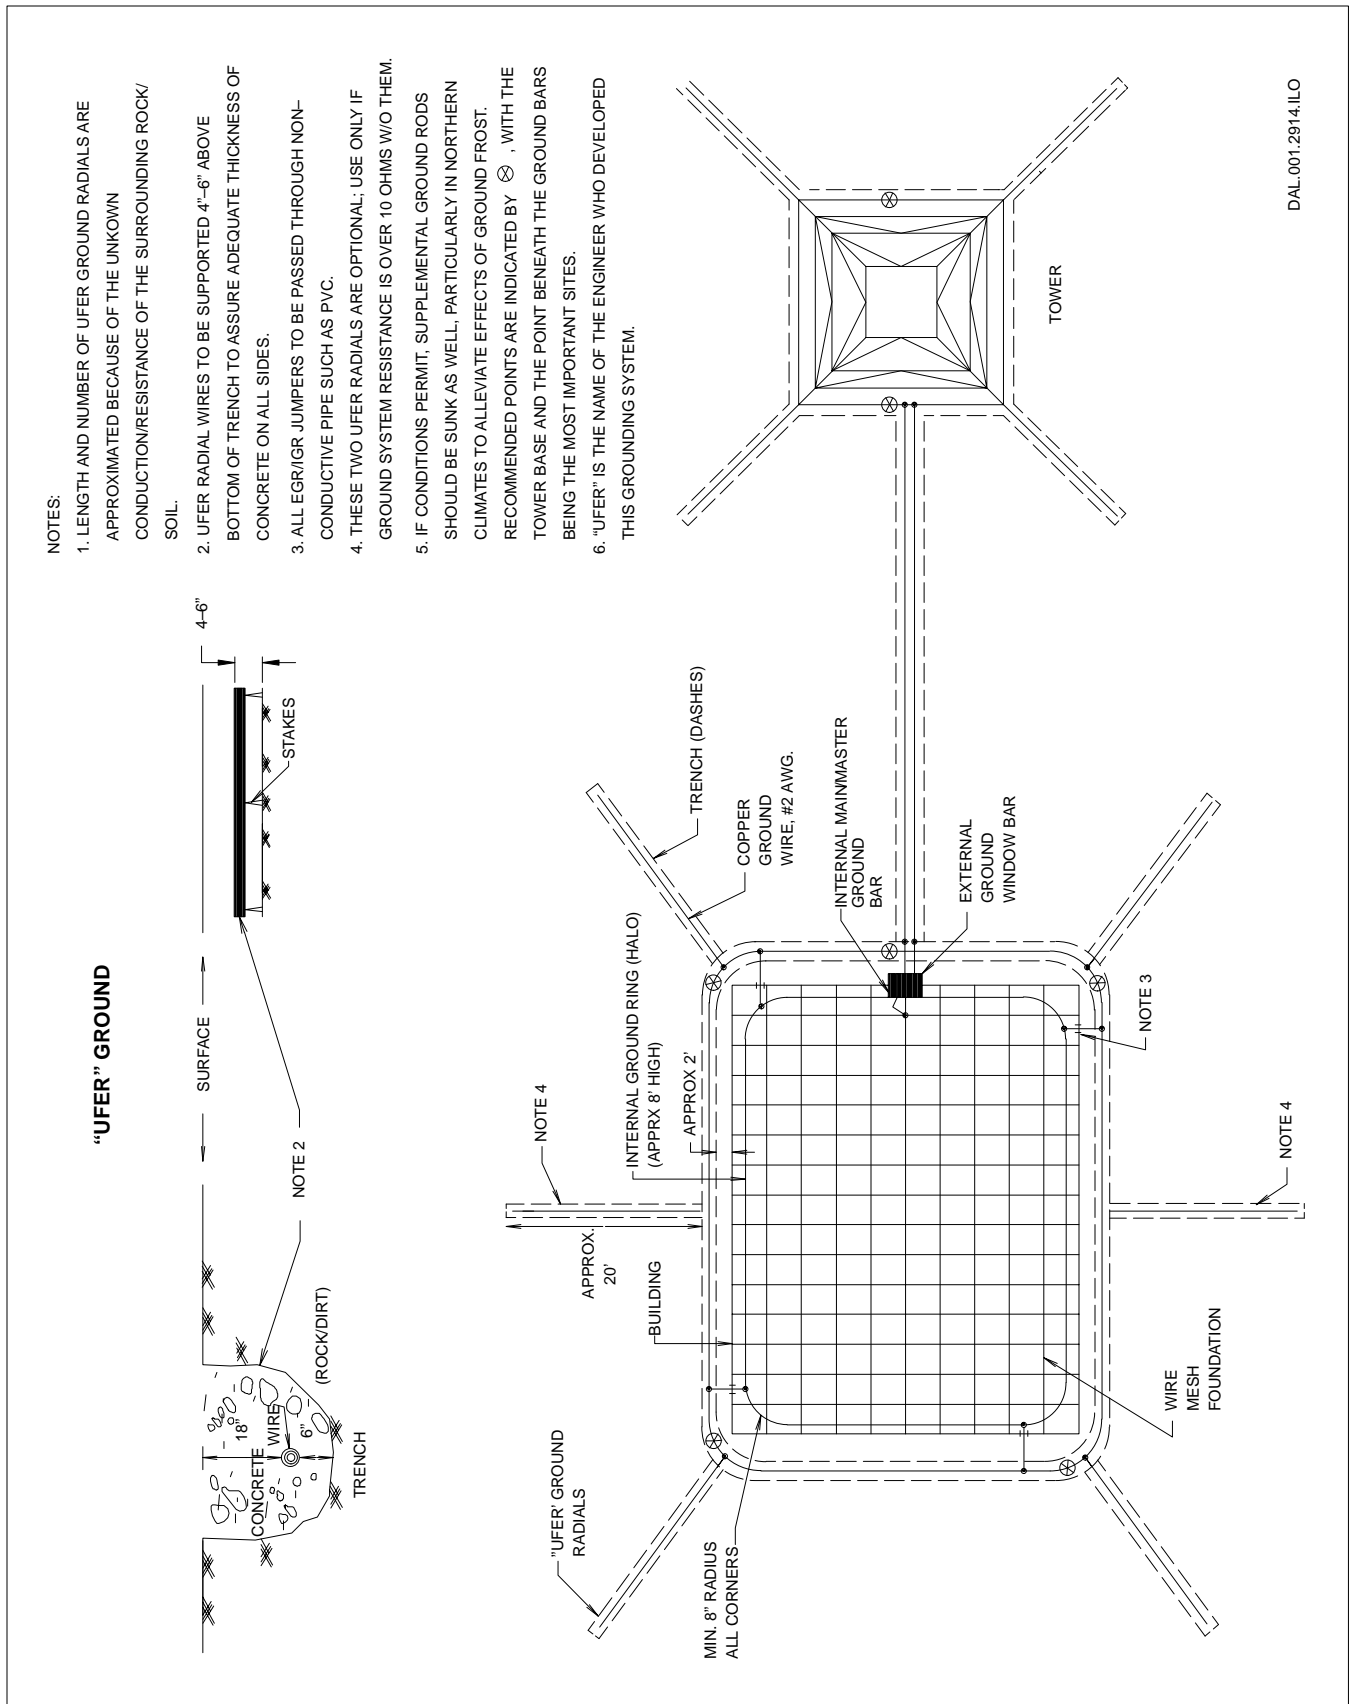 “UFER” GROUND
SURFACE
4–6”
STAKES
NOTE 2
18”
CONCRETE
WIRE
6”
(ROCK/DIRT)
TRENCH
NOTES:
1. LENGTH AND NUMBER OF UFER GROUND RADIALS ARE
APPROXIMATED BECAUSE OF THE UNKOWN
CONDUCTION/RESISTANCE OF THE SURROUNDING ROCK/
SOIL.
2. UFER RADIAL WIRES TO BE SUPPORTED 4”–6” ABOVE
BOTTOM OF TRENCH TO ASSURE ADEQUATE THICKNESS OF
CONCRETE ON ALL SIDES.
3. ALL EGR/IGR JUMPERS TO BE PASSED THROUGH NON–
CONDUCTIVE PIPE SUCH AS PVC.
4. THESE TWO UFER RADIALS ARE OPTIONAL; USE ONLY IF
GROUND SYSTEM RESISTANCE IS OVER 10 OHMS W/O THEM.
5. IF CONDITIONS PERMIT, SUPPLEMENTAL GROUND RODS
SHOULD BE SUNK AS WELL, PARTICULARLY IN NORTHERN
CLIMATES TO ALLEVIATE EFFECTS OF GROUND FROST.
RECOMMENDED POINTS ARE INDICATED BY ⊗ , WITH THE
TOWER BASE AND THE POINT BENEATH THE GROUND BARS
BEING THE MOST IMPORTANT SITES.
6. “UFER” IS THE NAME OF THE ENGINEER WHO DEVELOPED
THIS GROUNDING SYSTEM.
”UFER’ GROUND
RADIALS
MIN. 8” RADIUS
ALL CORNERS
BUILDING
APPROX.
20’
NOTE 4
INTERNAL GROUND RING (HALO)
(APPRX 8’ HIGH)
APPROX 2’
TRENCH (DASHES)
COPPER
GROUND
WIRE, #2 AWG.
INTERNAL MAIN/MASTER
GROUND
BAR
EXTERNAL
GROUND
WINDOW BAR
NOTE 3
NOTE 4
WIRE
MESH
FOUNDATION
TOWER
DAL.001.2914.ILO